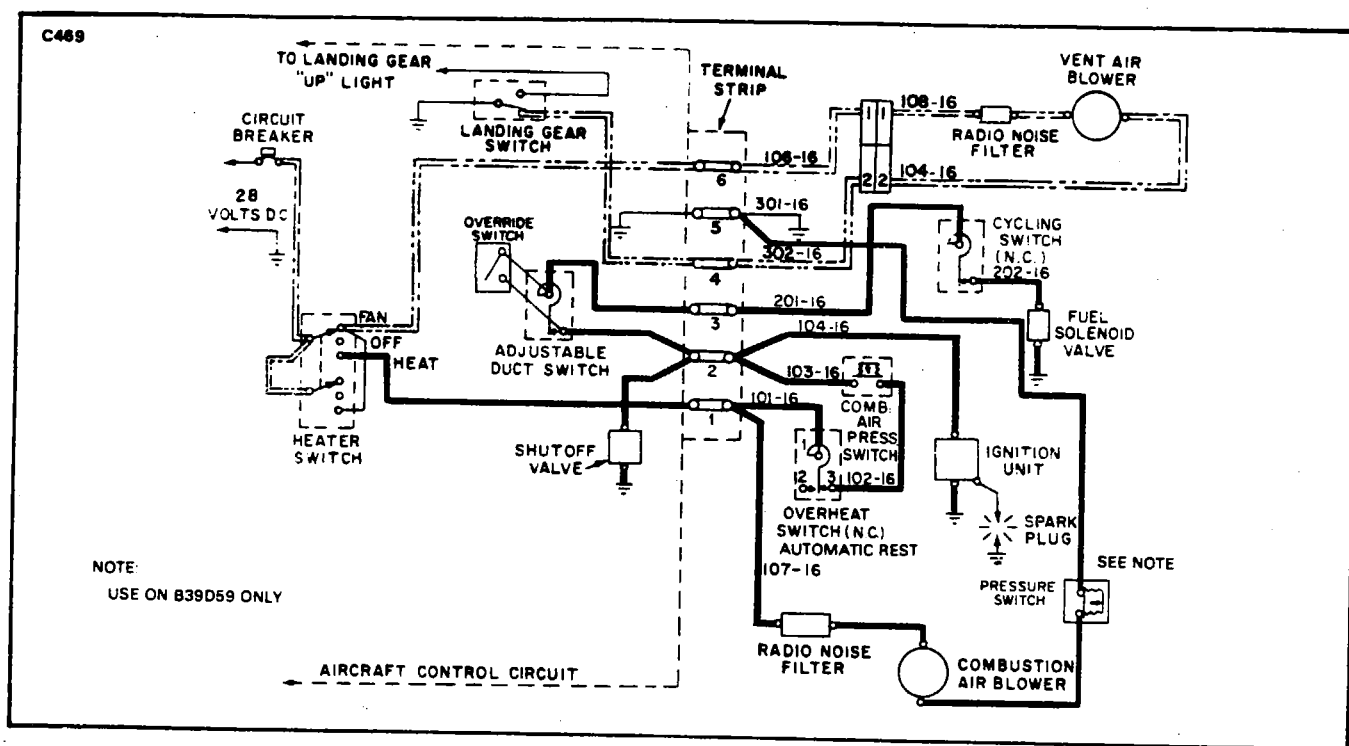 C469
TO LANDING GEAR
"UP" LIGHT
TERMINAL
STRIP
VENT AIR
BLOWER
CIRCUIT
BREAKER
LANDING GEAR
SWITCH
108-16
RADIO NOISE
FILTER
1 1
2 2
106-16
6
104-16
28
VOLTS DC
301-16
5
OVERRIDE
SWITCH
302-16
4
CYCLING
SWITCH
(N.C.)
202-16
201-16
3
FAN
OFF
HEAT
ADJUSTABLE
DUCT SWITCH
104-16
2
FUEL
SOLENOID
VALVE
103-16
101-16
1
COMB.
AIR
PRESS
SWITCH
HEATER
SWITCH
SHUTOFF
VALVE
1
2 3
102-16
IGNITION
UNIT
OVERHEAT
SWITCH (N.C.)
AUTOMATIC REST
SPARK
PLUG
107-16
NOTE:
USE ON B39D59 ONLY
SEE NOTE
PRESSURE
SWITCH
RADIO NOISE
FILTER
COMBUSTION
AIR BLOWER
AIRCRAFT CONTROL CIRCUIT